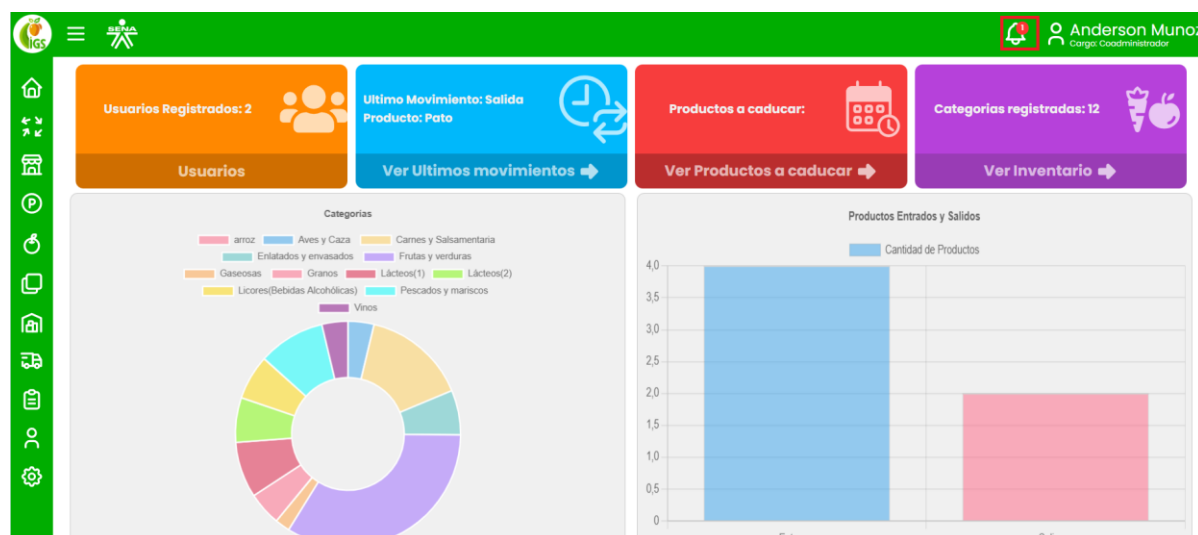 IGS
SENA
1
Anderson Munoz
Cargo: Coadministrador
Usuarios Registrados: 2
Usuarios
Ultimo Movimiento: Salida
Producto: Pato
Ver Ultimos movimientos
Productos a caducar:
Ver Productos a caducar
Categorias registradas: 12
Ver Inventario
P
Categorías
arroz Aves y Caza Carnes y Salsamentaria
Enlatados y envasados Frutas y verduras
Gaseosas Granos Lácteos(1) Lácteos(2)
Licores(Bebidas Alcohólicas) Pescados y mariscos
Vinos
Productos Entrados y Salidos
Cantidad de Productos
4,0
3,5
3,0
2,5
2,0
1,5
1,0
0,5
0